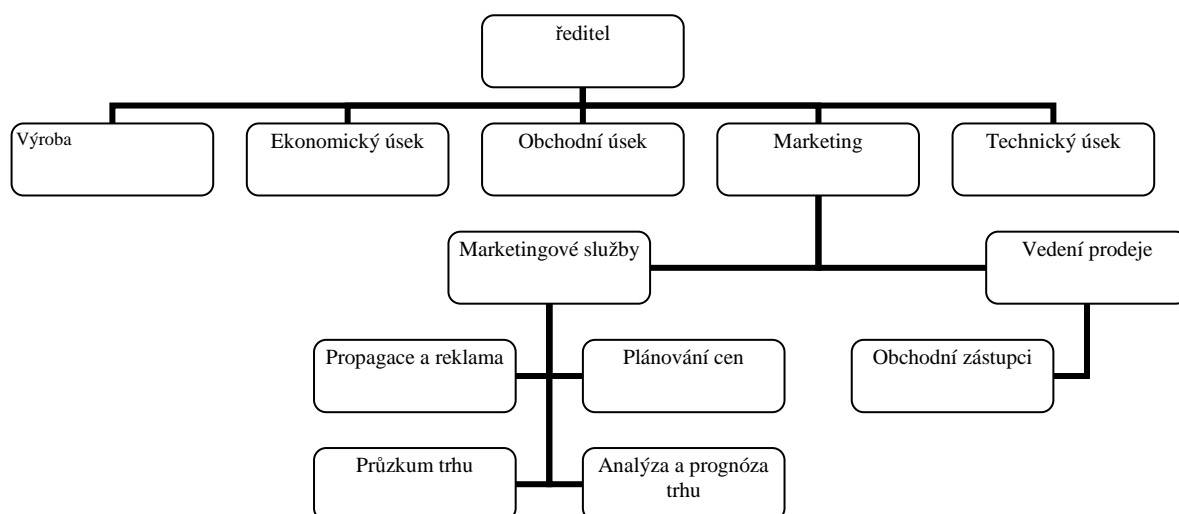 ředitel
Výroba
Ekonomický úsek
Obchodní úsek
Marketing
Technický úsek
Marketingové služby
Vedení prodeje
Propagace a reklama
Plánování cen
Obchodní zástupci
Průzkum trhu
Analýza a prognóza
trhu